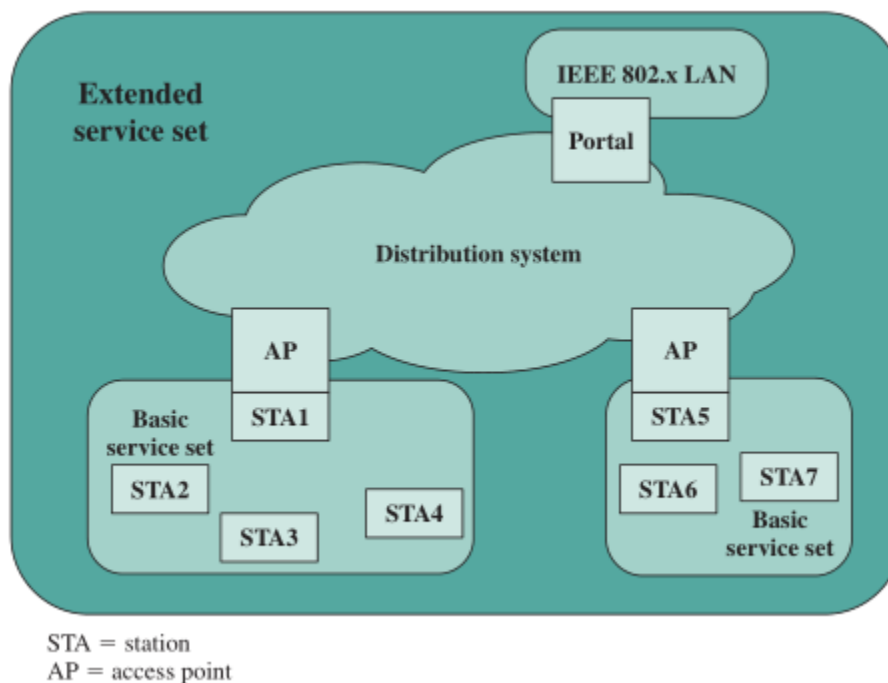 Extended
service set
IEEE 802.x LAN
Portal
Distribution system
AP
STA1
Basic
service set
STA2
STA3
STA4
AP
STA5
STA6
STA7
Basic
service set
STA = station
AP = access point